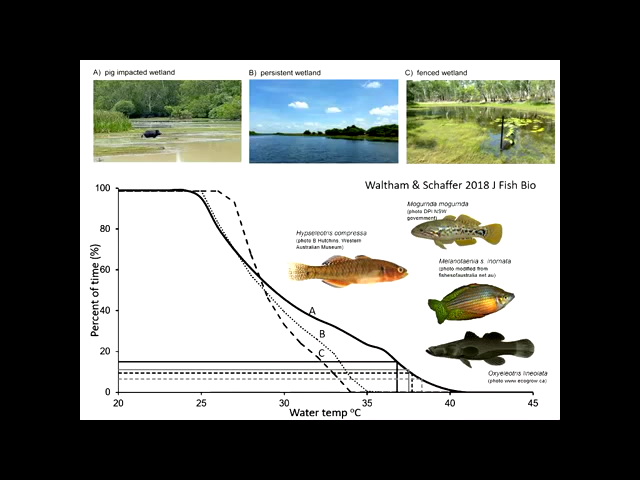 A) pig impacted wetland
B) persistent wetland
C) fenced wetland
Waltham & Schaffer 2018 J Fish Bio
Mogurnda mogurnda
(photo DPI NSW
government)
Hypseleotris compressa
(photo B Hutchins: Western
Australian Museum)
Melanotaenia s. inornata
(photo modified from
fishesofaustralia.net.au)
Oxyeleotris lineolata
(photo www.ecogrow.ca)
Percent of time (%)
100
80
60
40
20
0
A
B
C
20
25
30
35
40
45
Water temp °C